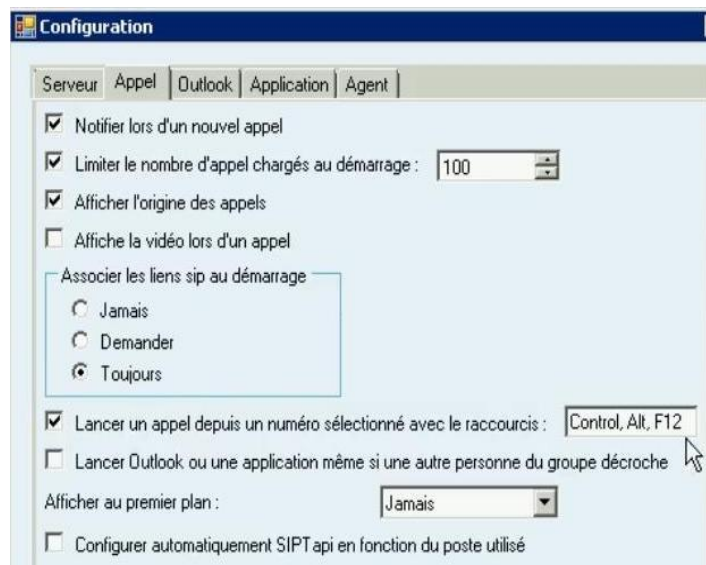 Configuration
Serveur Appel Outlook Application Agent
Notifier lors d'un nouvel appel
Limiter le nombre d'appel chargés au démarrage : 100
Afficher l'origine des appels
Affiche la vidéo lors d'un appel
Associer les liens sip au démarrage
Jamais
Demander
Toujours
Lancer un appel depuis un numéro sélectionné avec le raccourcis : Control, Alt, F12
Lancer Outlook ou une application même si une autre personne du groupe décroche
Afficher au premier plan : Jamais
Configurer automatiquement SIPTapi en fonction du poste utilisé